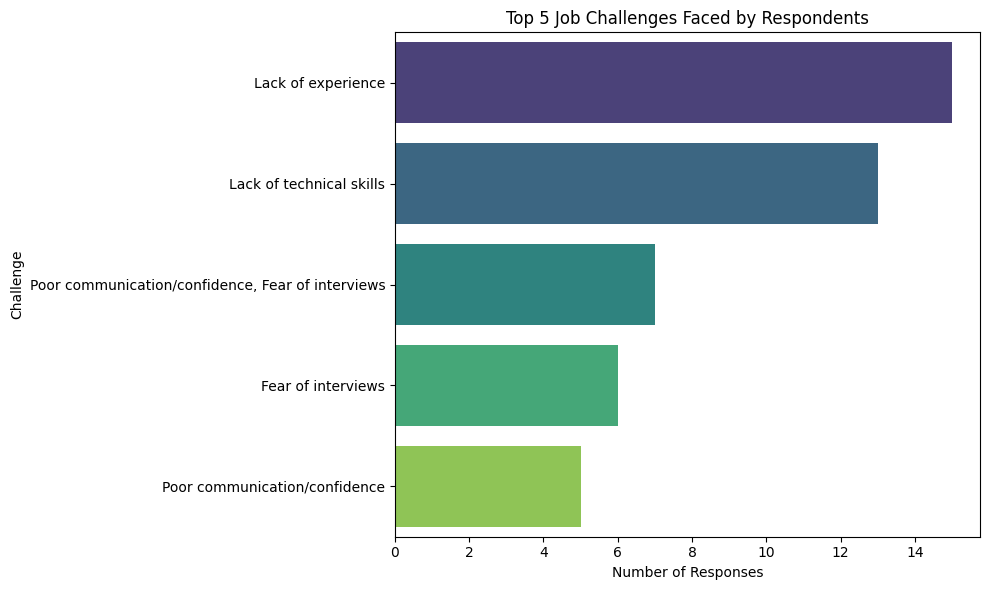 Top 5 Job Challenges Faced by Respondents
Challenge
Lack of experience
Lack of technical skills
Poor communication/confidence, Fear of interviews
Fear of interviews
Poor communication/confidence
0 2 4 6 8 10 12 14
Number of Responses